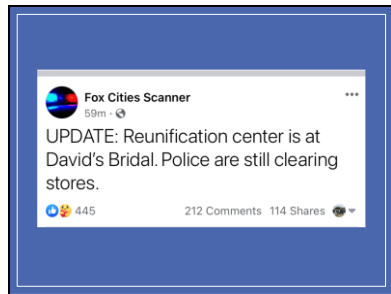 Fox Cities Scanner
59m ·
UPDATE: Reunification center is at
David's Bridal. Police are still clearing
stores.
445 212 Comments 114 Shares